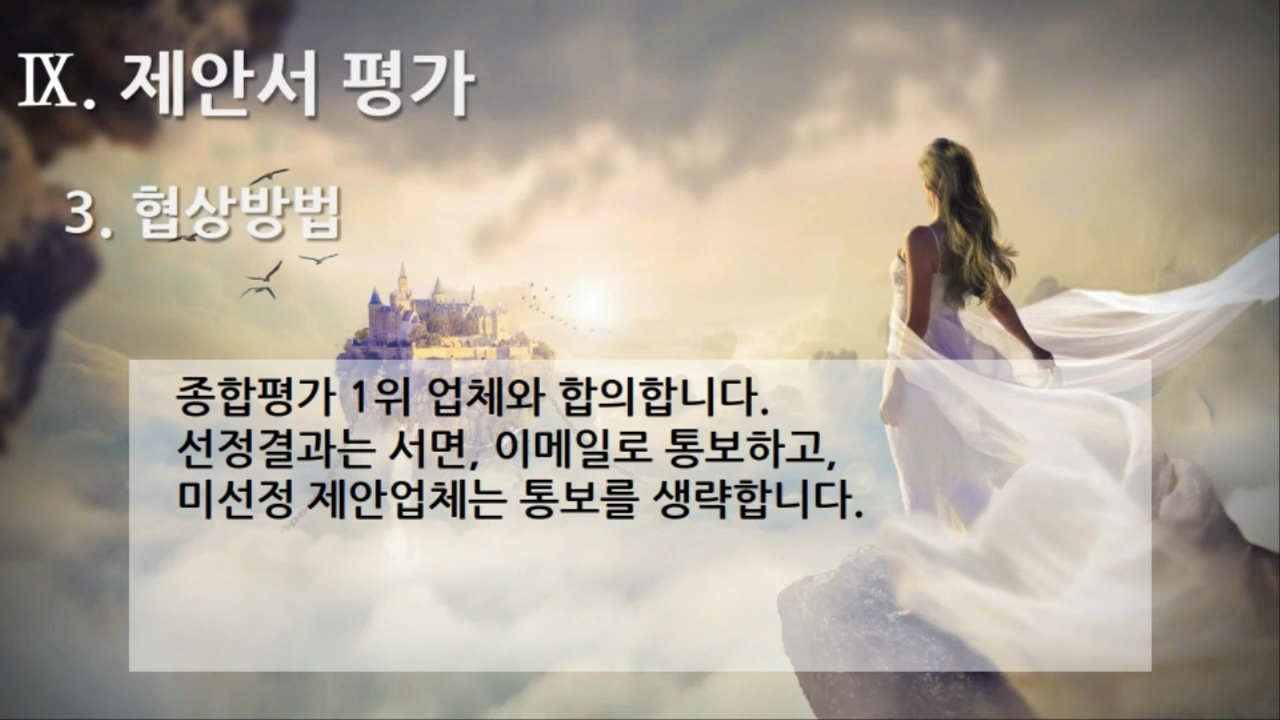 Ⅸ. 제안서 평가
3. 협상방법
종합평가 1위 업체와 합의합니다.
선정결과는 서면, 이메일로 통보하고,
미선정 제안업체는 통보를 생략합니다.